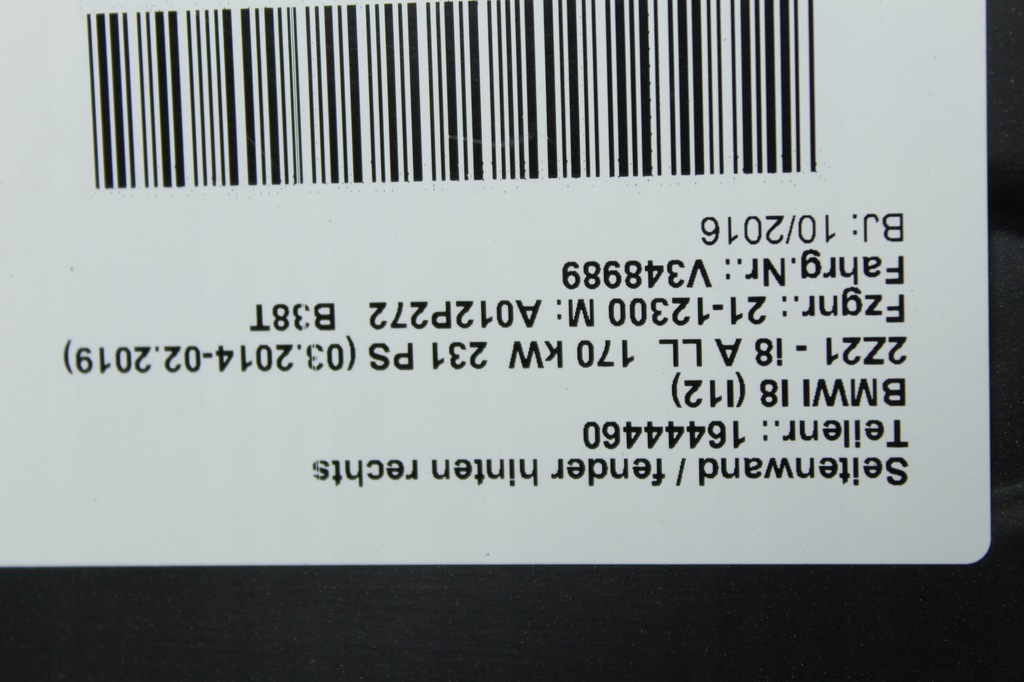 Seitenwand / fender hinten rechts
Teilenr.: 16444460
BMWI I8 (I12)
2Z21 - i8 A LL 170 kW 231 PS (03.2014-02.2019)
Fzgnr.: 21-12300 M: A012P272 B38T
Fahrg.Nr.: V348989
BJ: 10/2016